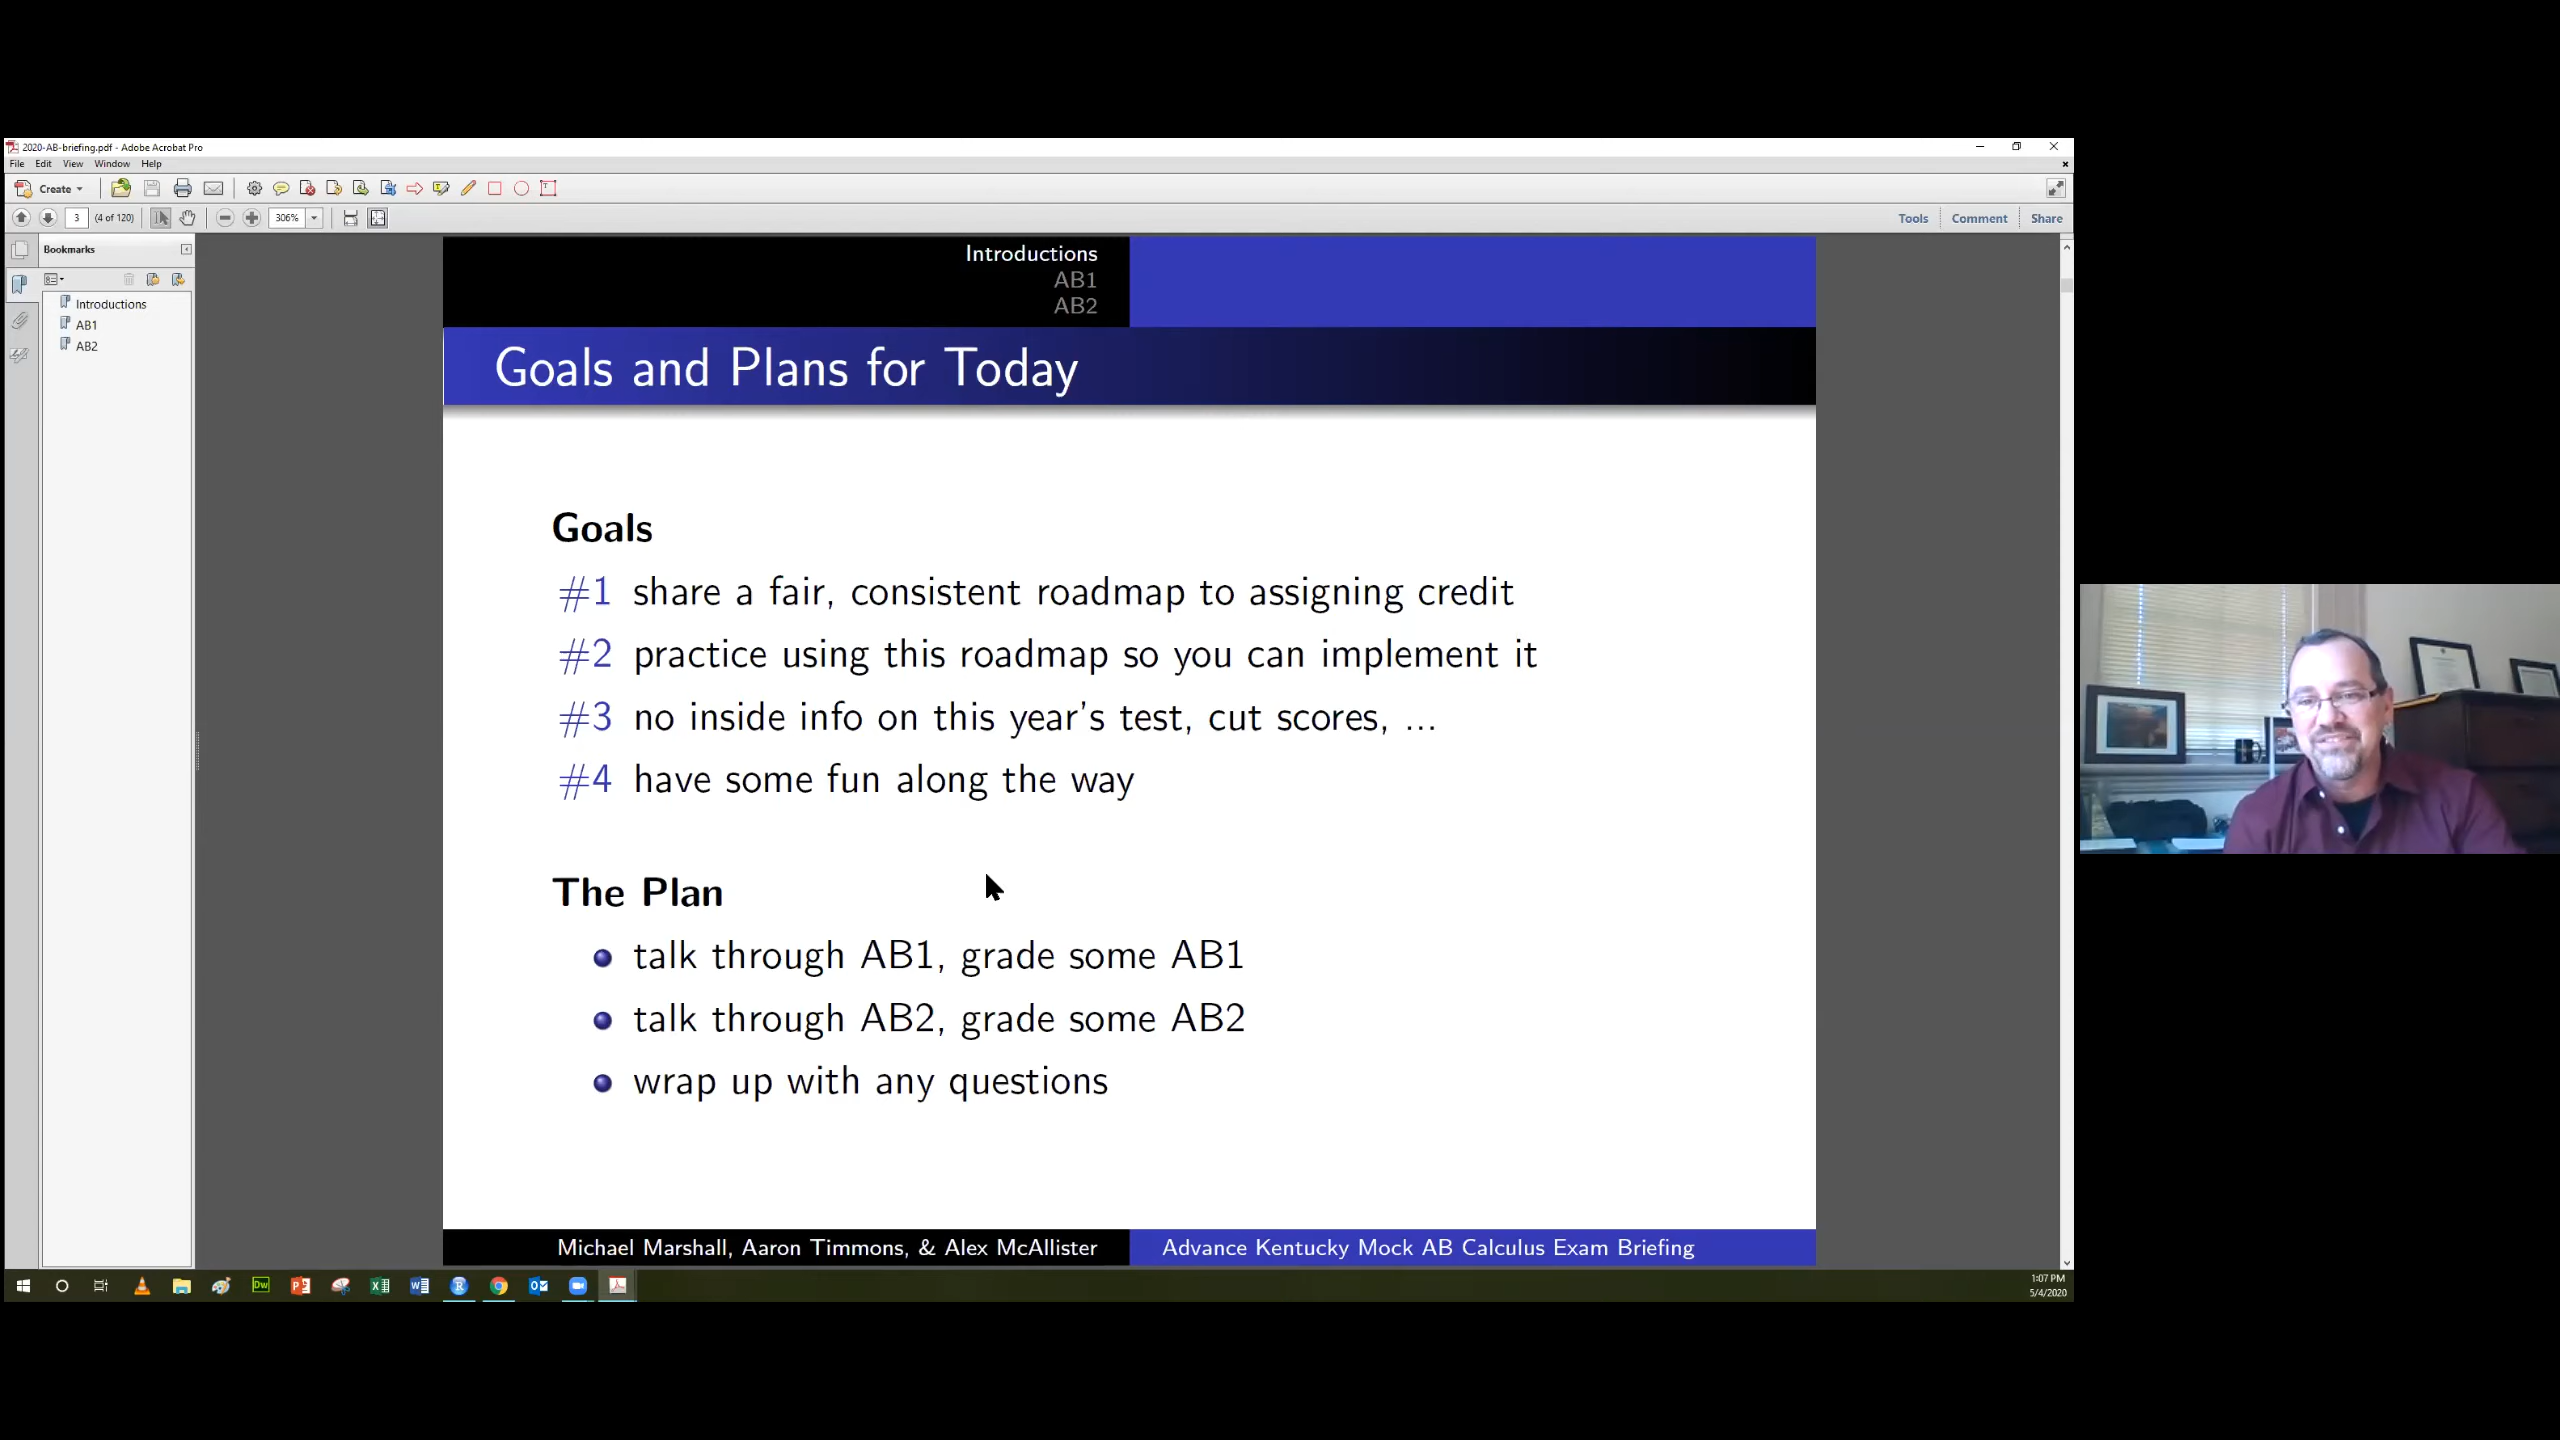 2020-AB-briefing.pdf - Adobe Acrobat Pro
File Edit View Window Help
Create
3 (4 of 120) 306% Tools Comment Share
Bookmarks
Introductions
AB1
AB2
Introductions
AB1
AB2
Goals and Plans for Today
Goals
#1 share a fair, consistent roadmap to assigning credit
#2 practice using this roadmap so you can implement it
#3 no inside info on this year's test, cut scores, ...
#4 have some fun along the way
The Plan
talk through AB1, grade some AB1
talk through AB2, grade some AB2
wrap up with any questions
Michael Marshall, Aaron Timmons, & Alex McAllister Advance Kentucky Mock AB Calculus Exam Briefing
1:07 PM
5/4/2020